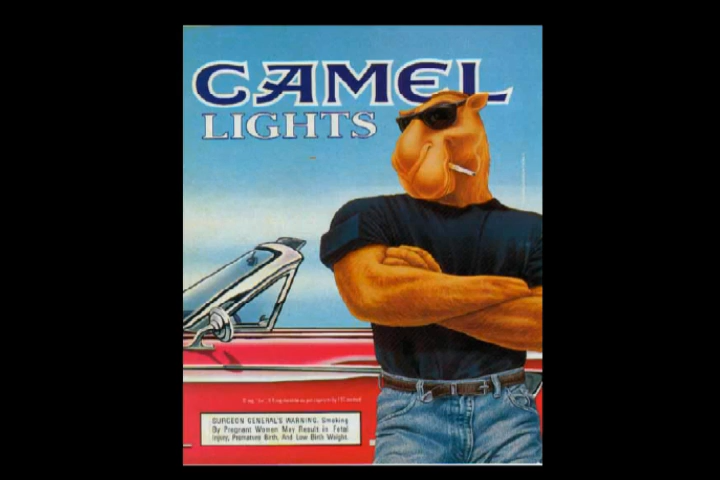 CAMEL
LIGHTS
SURGEON GENERAL'S WARNING: Smoking
By Pregnant Women May Result in Fetal
Injury, Premature Birth, And Low Birth Weight.